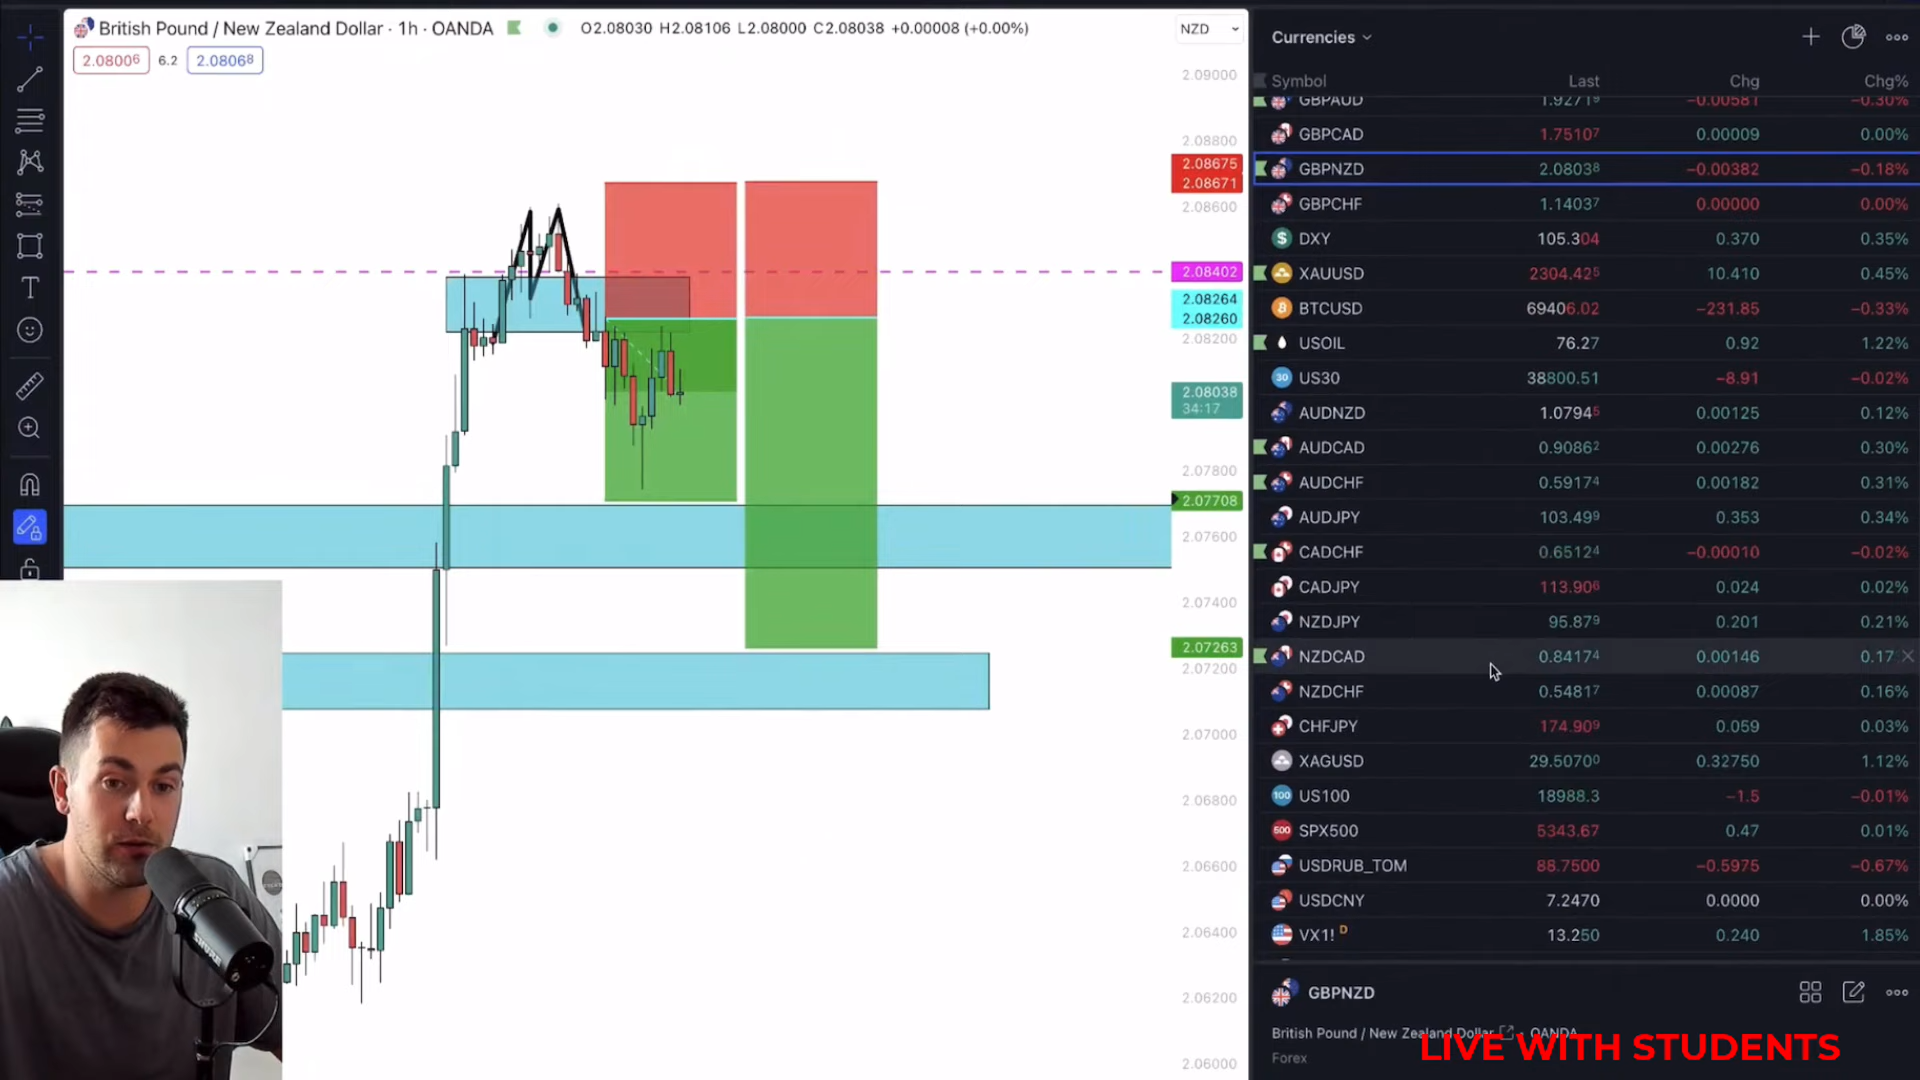 British Pound / New Zealand Dollar · 1h · OANDA O2.08030 H2.08106 L2.08000 C2.08038 +0.00008 (+0.00%)
NZD
2.08006 6.2 2.08068
2.09000
2.08800
2.08675
2.08671
2.08600
2.08402
2.08264
2.08260
2.08200
2.08038
34:17
2.07800
2.07708
2.07600
2.07400
2.07263
2.07200
2.07000
2.06800
2.06600
2.06400
2.06200
2.06000
Currencies
Symbol Last Chg Chg%
GBPAUD 1.92719 −0.00581 −0.30%
GBPCAD 1.75107 0.00009 0.00%
GBPNZD 2.08038 −0.00382 −0.18%
GBPCHF 1.14037 0.00000 0.00%
DXY 105.304 0.370 0.35%
XAUUSD 2304.425 10.410 0.45%
BTCUSD 69406.02 −231.85 −0.33%
USOIL 76.27 0.92 1.22%
30 US30 38800.51 −8.91 −0.02%
AUDNZD 1.07945 0.00125 0.12%
AUDCAD 0.90862 0.00276 0.30%
AUDCHF 0.59174 0.00182 0.31%
AUDJPY 103.499 0.353 0.34%
CADCHF 0.65124 −0.00010 −0.02%
CADJPY 113.906 0.024 0.02%
NZDJPY 95.879 0.201 0.21%
NZDCAD 0.84174 0.00146 0.17
NZDCHF 0.54817 0.00087 0.16%
CHFJPY 174.909 0.059 0.03%
XAGUSD 29.50700 0.32750 1.12%
100 US100 18988.3 −1.5 −0.01%
500 SPX500 5343.67 0.47 0.01%
USDRUB_TOM 88.7500 −0.5975 −0.67%
USDCNY 7.2470 0.0000 0.00%
VX1! D 13.250 0.240 1.85%
GBPNZD
British Pound / New Zealand Dollar · OANDA
Forex
LIVE WITH STUDENTS